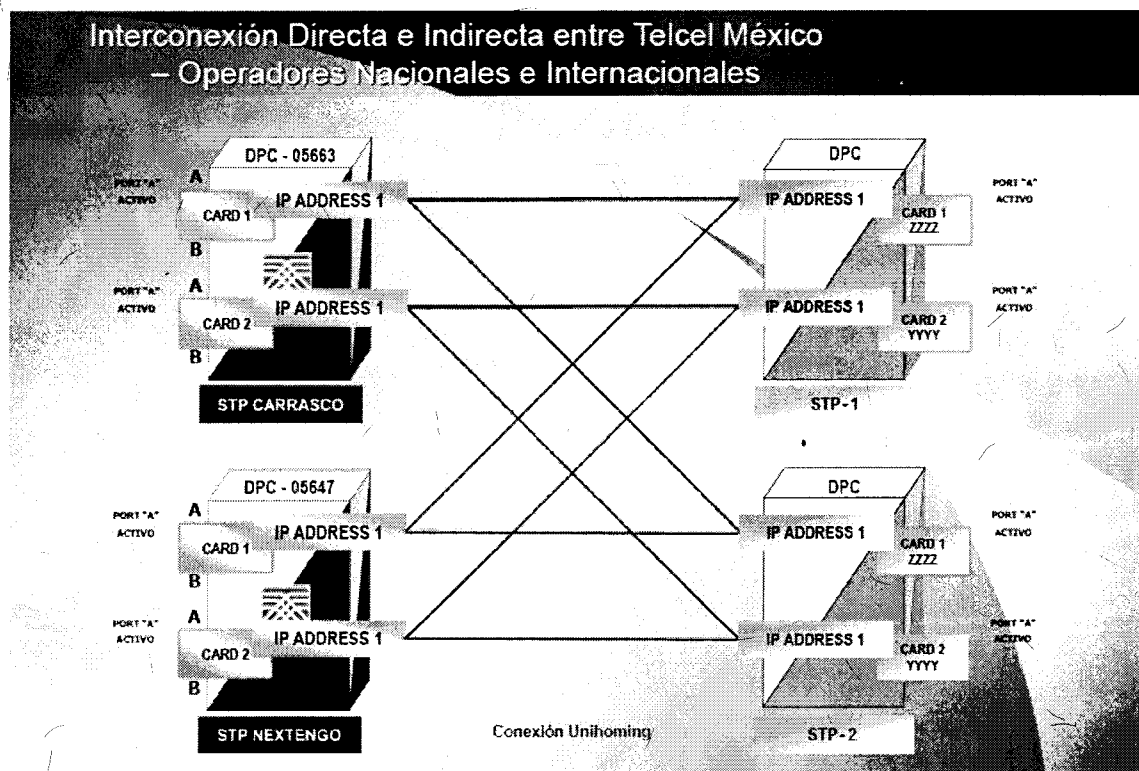 Interconexión Directa e Indirecta entre Telcel México
– Operadores Nacionales e Internacionales
DPC - 05663
PORT "A"
ACTIVO
A
CARD 1
B
IP ADDRESS 1
PORT "A"
ACTIVO
A
CARD 2
B
IP ADDRESS 1
STP CARRASCO
DPC
IP ADDRESS 1
CARD 1
ZZZZ
PORT "A"
ACTIVO
IP ADDRESS 1
CARD 2
YYYY
PORT "A"
ACTIVO
STP - 1
DPC - 05647
PORT "A"
ACTIVO
A
CARD 1
B
IP ADDRESS 1
PORT "A"
ACTIVO
A
CARD 2
B
IP ADDRESS 1
STP NEXTENGO
DPC
IP ADDRESS 1
CARD 1
ZZZZ
PORT "A"
ACTIVO
IP ADDRESS 1
CARD 2
YYYY
PORT "A"
ACTIVO
STP - 2
Conexión Unihoming